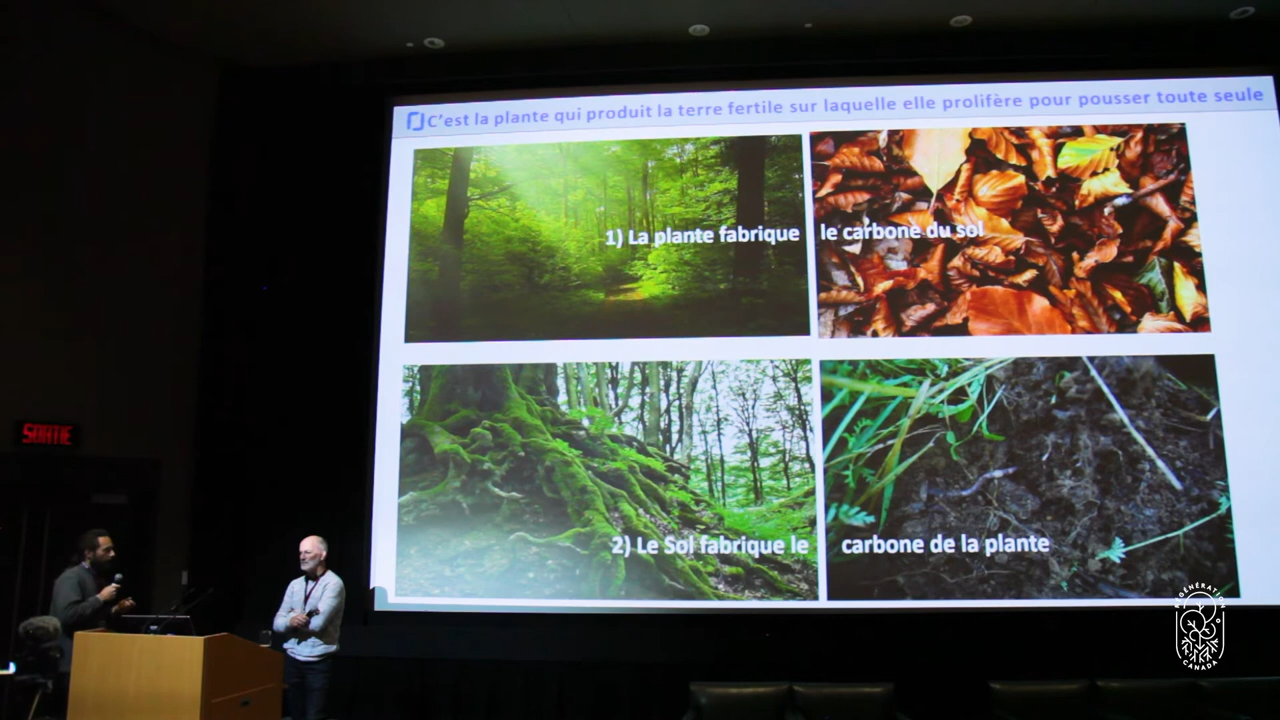 C'est la plante qui produit la terre fertile sur laquelle elle prolifère pour pousser toute seule
1) La plante fabrique le carbone du sol
2) Le Sol fabrique le carbone de la plante
SORTIE
RÉGÉNÉRATION
CANADA